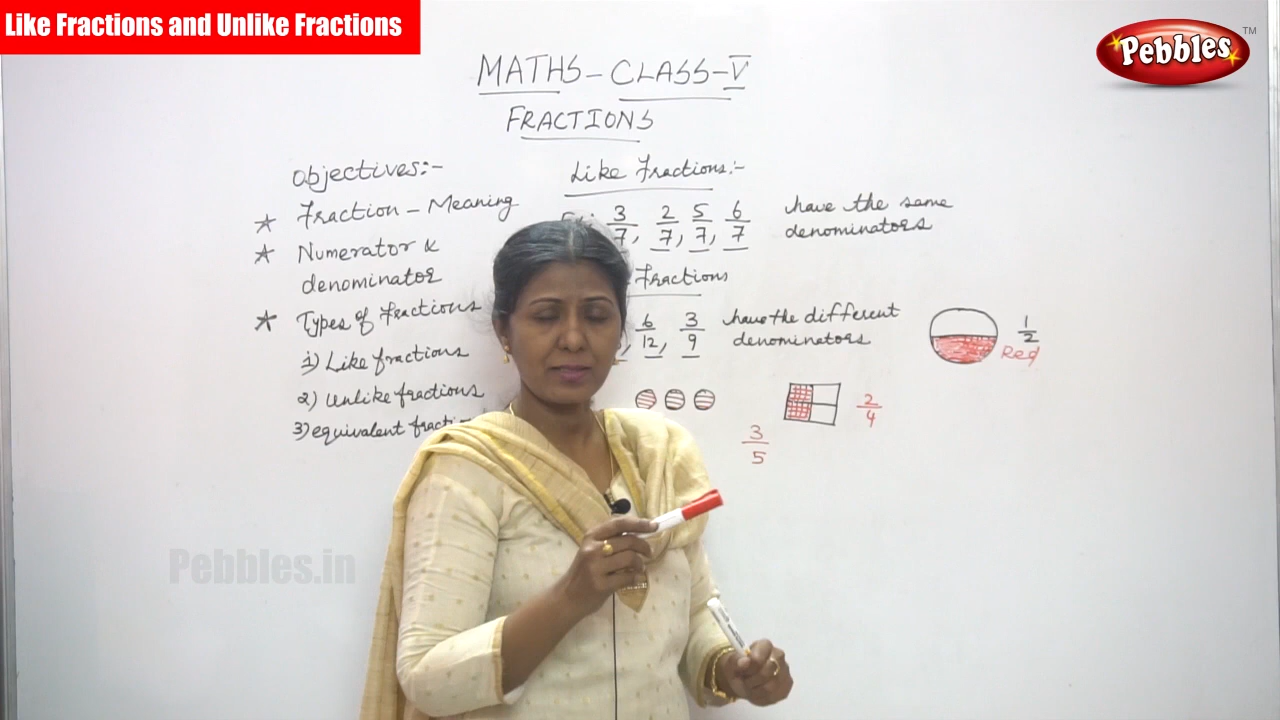 Like Fractions and Unlike Fractions
Pebbles TM
MATHS - CLASS - V
FRACTIONS
Objectives:-
* Fraction - Meaning
* Numerator &
denominator
* Types of fractions
1) Like fractions
2) Unlike fractions
3) equivalent
Like Fractions:-
3/7, 2/7, 5/7, 6/7
have the same
denominators
Fractions
6/12, 3/9
have the different
denominators
1/2
Red
2/4
3/5
Pebbles.in